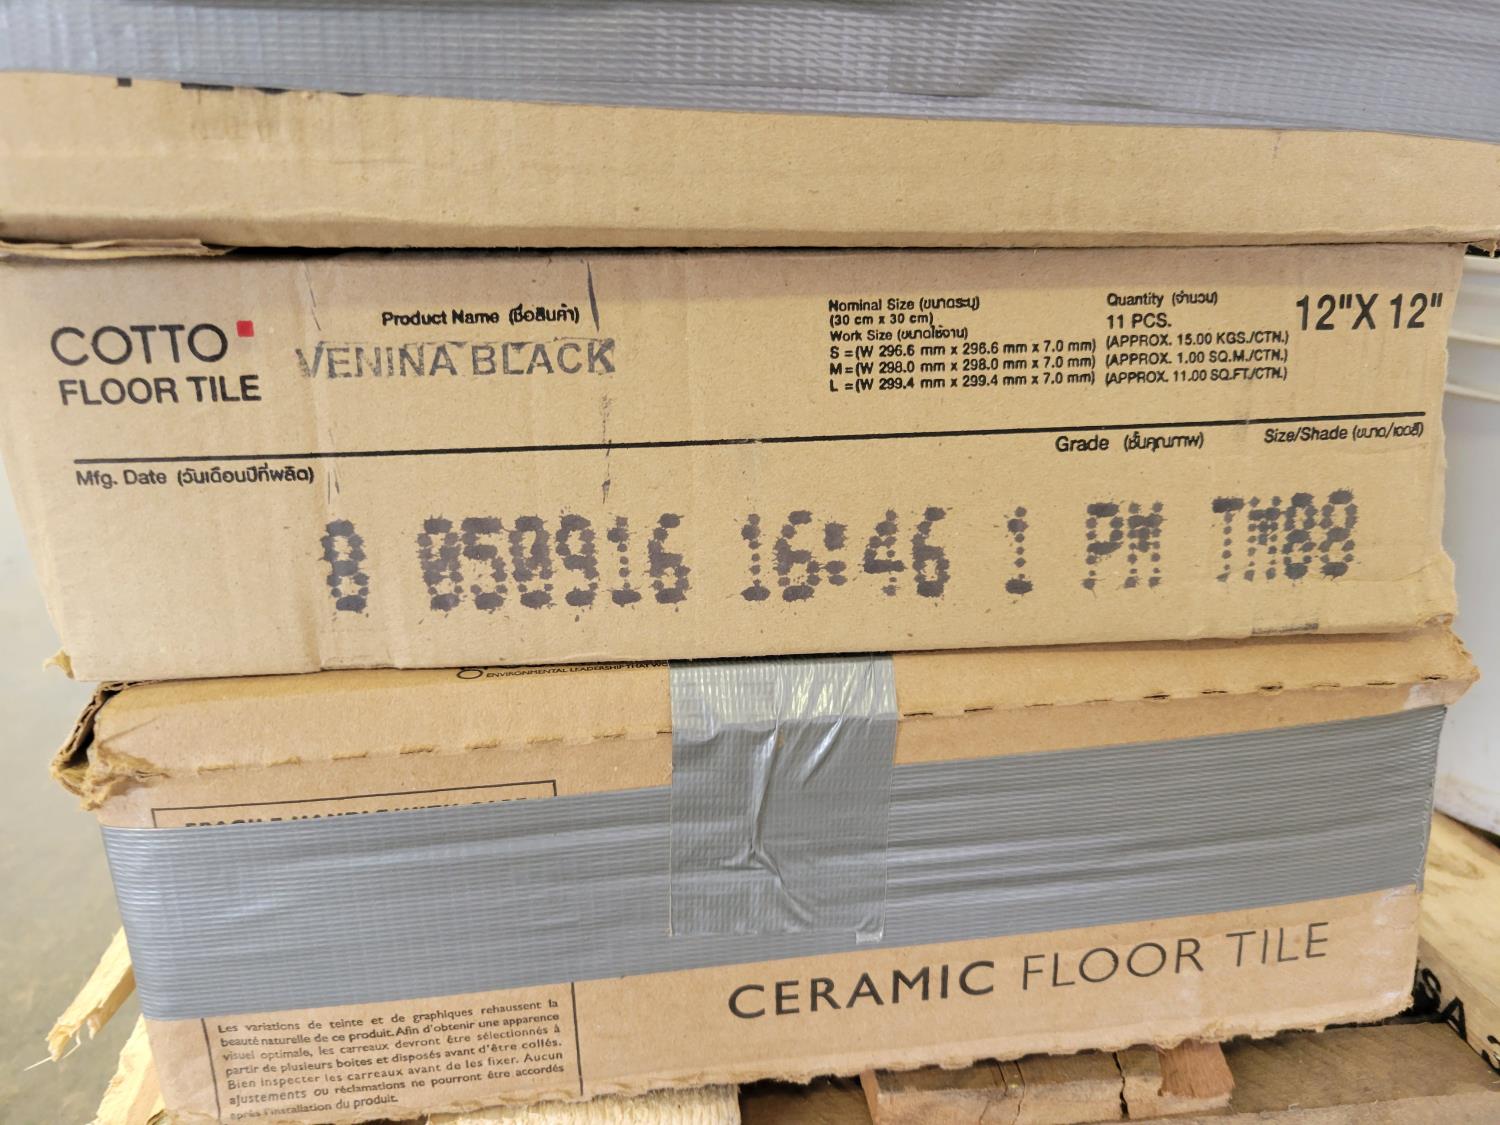 COTTO
FLOOR TILE
Product Name (ชื่อสินค้า)
VENINA BLACK
Nominal Size (ขนาดระบุ)
(30 cm x 30 cm)
Work Size (ขนาดใช้งาน)
S =(W 296.6 mm x 296.6 mm x 7.0 mm)
M =(W 298.0 mm x 298.0 mm x 7.0 mm)
L =(W 299.4 mm x 299.4 mm x 7.0 mm)
Quantity (จำนวน)
11 PCS.
(APPROX. 15.00 KGS./CTN.)
(APPROX. 1.00 SQ.M./CTN.)
(APPROX. 11.00 SQ.FT./CTN.)
12"X 12"
Mfg. Date (วันเดือนปีที่ผลิต)
Grade (ชั้นคุณภาพ)
Size/Shade (ขนาด/เฉดสี)
8 050916 16:46 1 PM TM08
ENVIRONMENTAL LEADERSHIP THAT
FRAGILE HANDLE WITH CARE
CERAMIC FLOOR TILE
Les variations de teinte et de graphiques rehaussent la
beauté naturelle de ce produit. Afin d'obtenir une apparence
visuel optimale, les carreaux devront être sélectionnés à
partir de plusieurs boites et disposés avant d'être collés.
Bien inspecter les carreaux avant de les fixer. Aucun
ajustements ou réclamations ne pourront être accordés
après l'installation du produit.